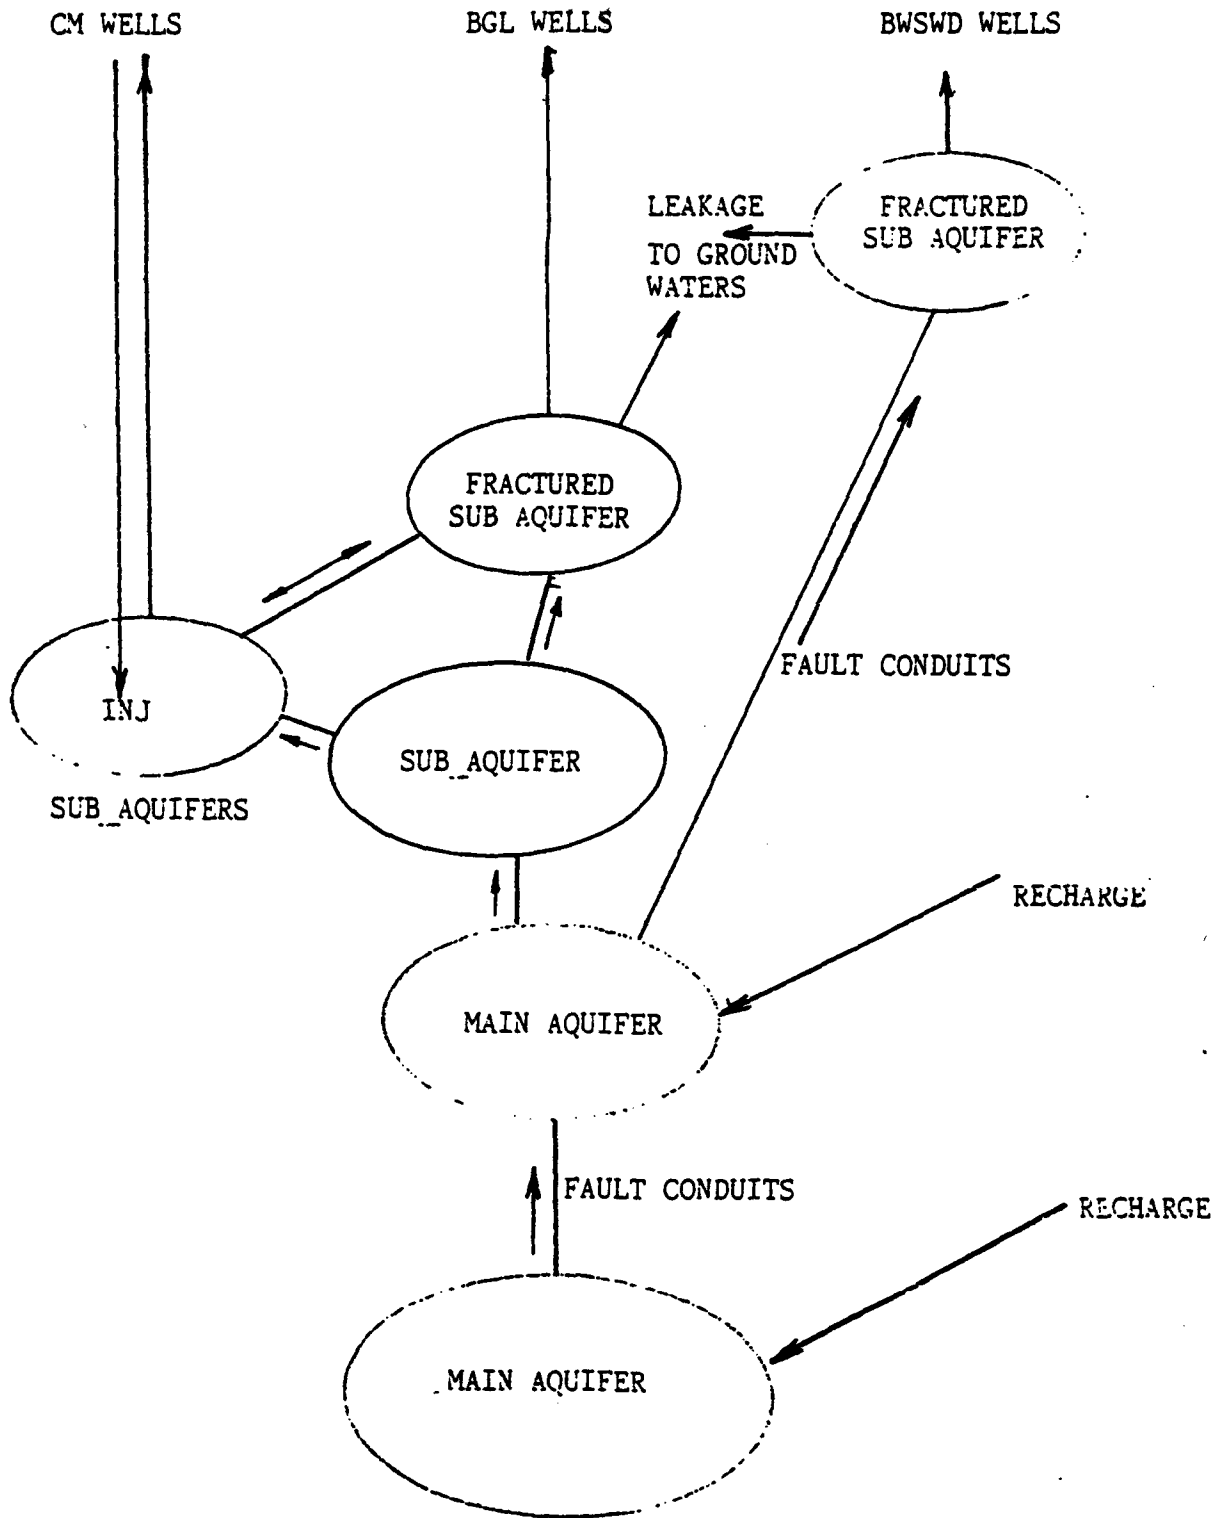 CM WELLS
BGL WELLS
BWSWD WELLS
LEAKAGE
TO GROUND
WATERS
FRACTURED
SUB AQUIFER
FRACTURED
SUB AQUIFER
FAULT CONDUITS
INJ
SUB_AQUIFERS
SUB_AQUIFER
RECHARGE
MAIN AQUIFER
FAULT CONDUITS
RECHARGE
MAIN AQUIFER